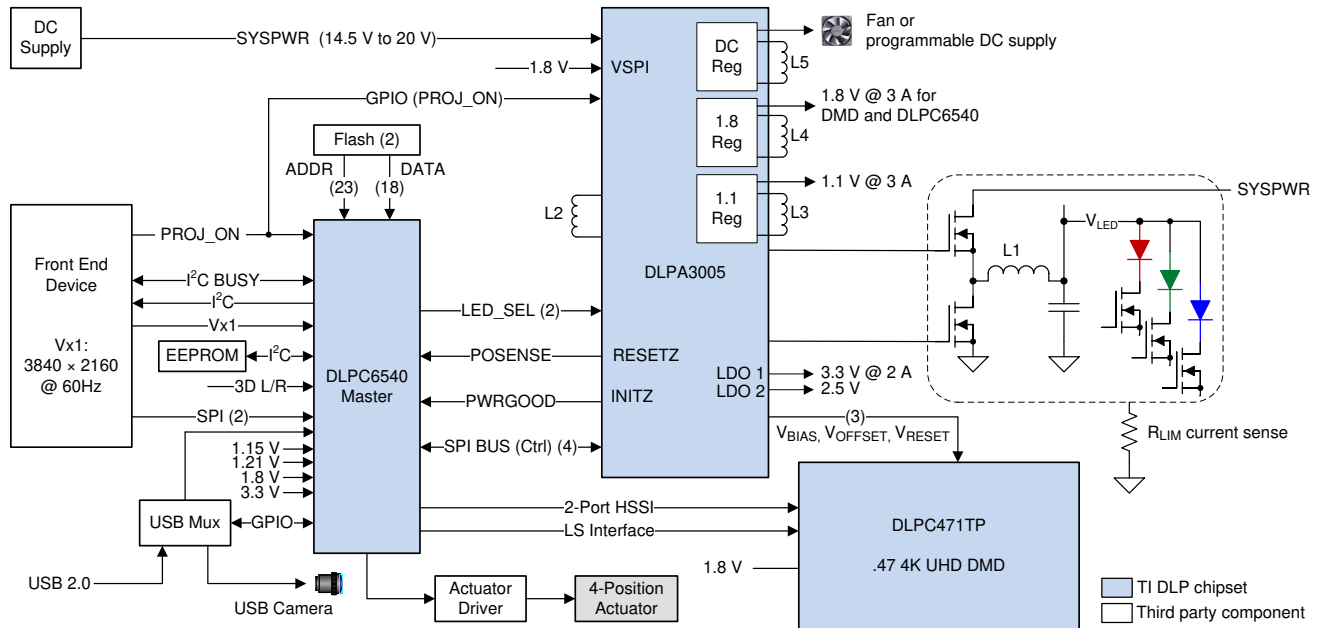 DC
Supply
SYSPWR (14.5 V to 20 V)
1.8 V
VSPI
GPIO (PROJ_ON)
DC
Reg
L5
Fan or
programmable DC supply
1.8
Reg
L4
1.8 V @ 3 A for
DMD and DLPC6540
1.1
Reg
L3
1.1 V @ 3 A
Flash (2)
ADDR
(23)
DATA
(18)
L2
DLPA3005
SYSPWR
VLED
L1
Front End
Device
Vx1:
3840 × 2160
@ 60Hz
PROJ_ON
I²C BUSY
I²C
Vx1
EEPROM
I²C
3D L/R
SPI (2)
1.15 V
1.21 V
1.8 V
3.3 V
DLPC6540
Master
LED_SEL (2)
POSENSE
RESETZ
PWRGOOD
INITZ
SPI BUS (Ctrl) (4)
LDO 1
3.3 V @ 2 A
LDO 2
2.5 V
(3)
VBIAS, VOFFSET, VRESET
RLIM current sense
USB Mux
GPIO
USB 2.0
USB Camera
2-Port HSSI
LS Interface
DLPC471TP
.47 4K UHD DMD
1.8 V
Actuator
Driver
4-Position
Actuator
TI DLP chipset
Third party component